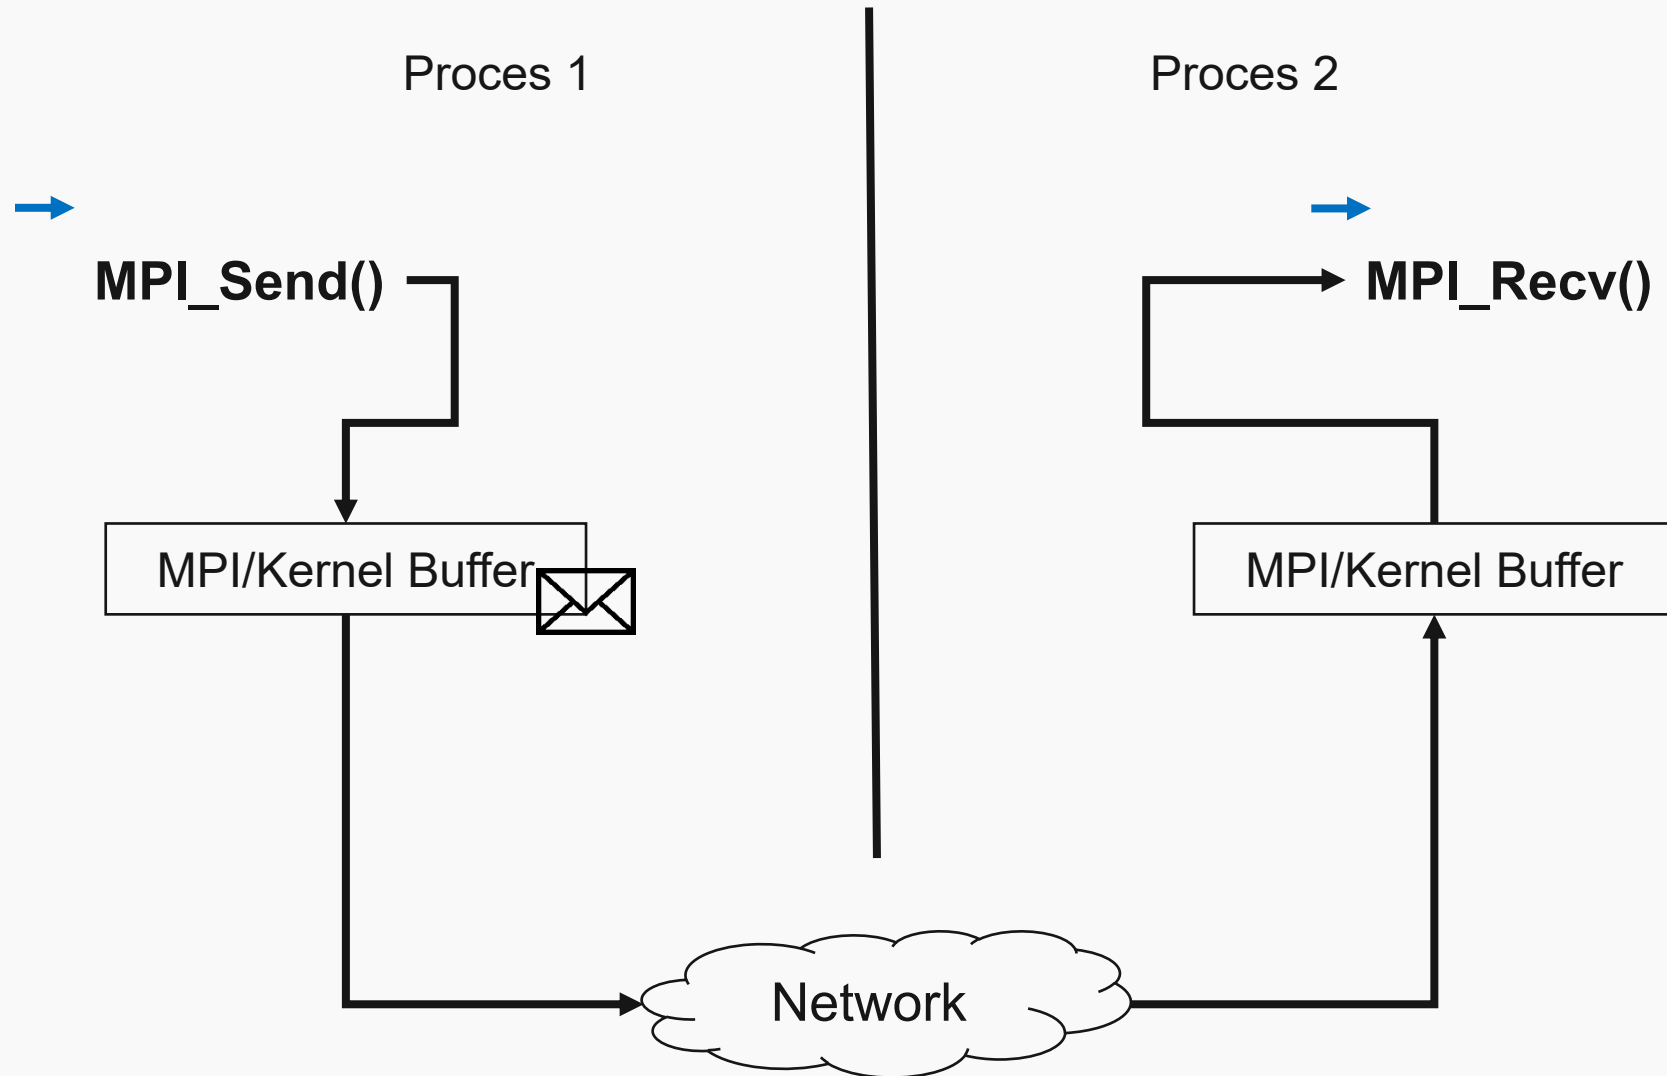 Proces 1
Proces 2
MPI_Send()
MPI_Recv()
MPI/Kernel Buffer
MPI/Kernel Buffer
Network